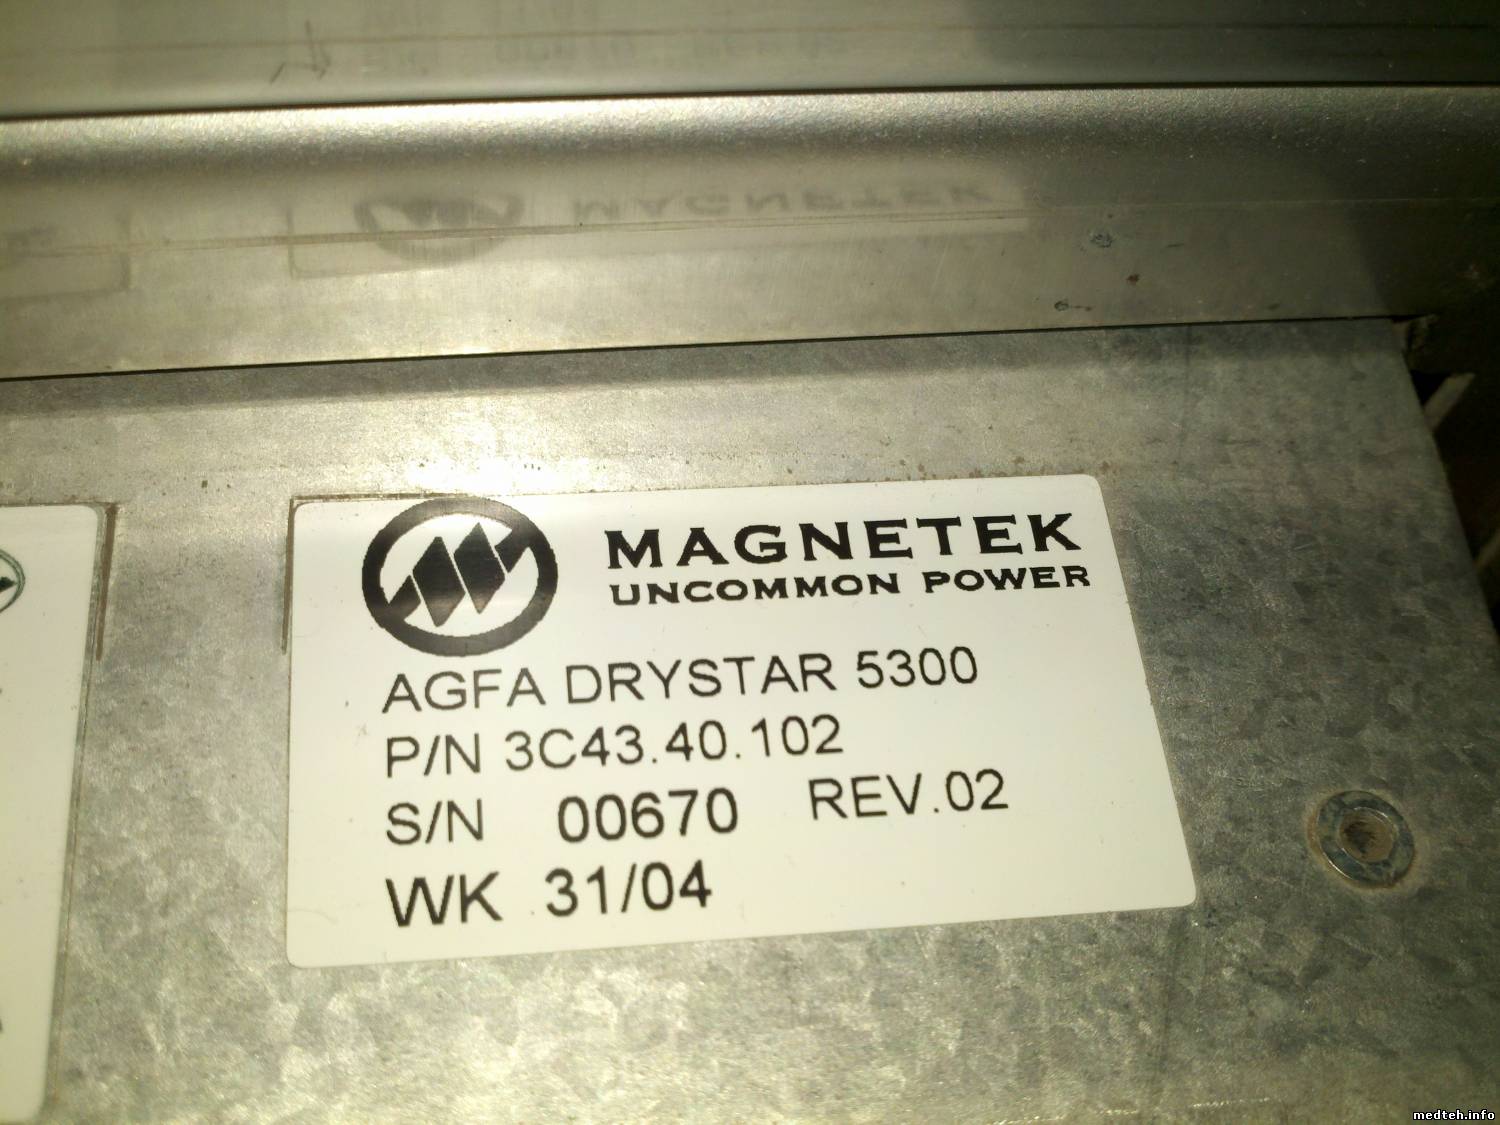 MAGNETEK
UNCOMMON POWER
AGFA DRYSTAR 5300
P/N 3C43.40.102
S/N 00670 REV.02
WK 31/04
medteh.info